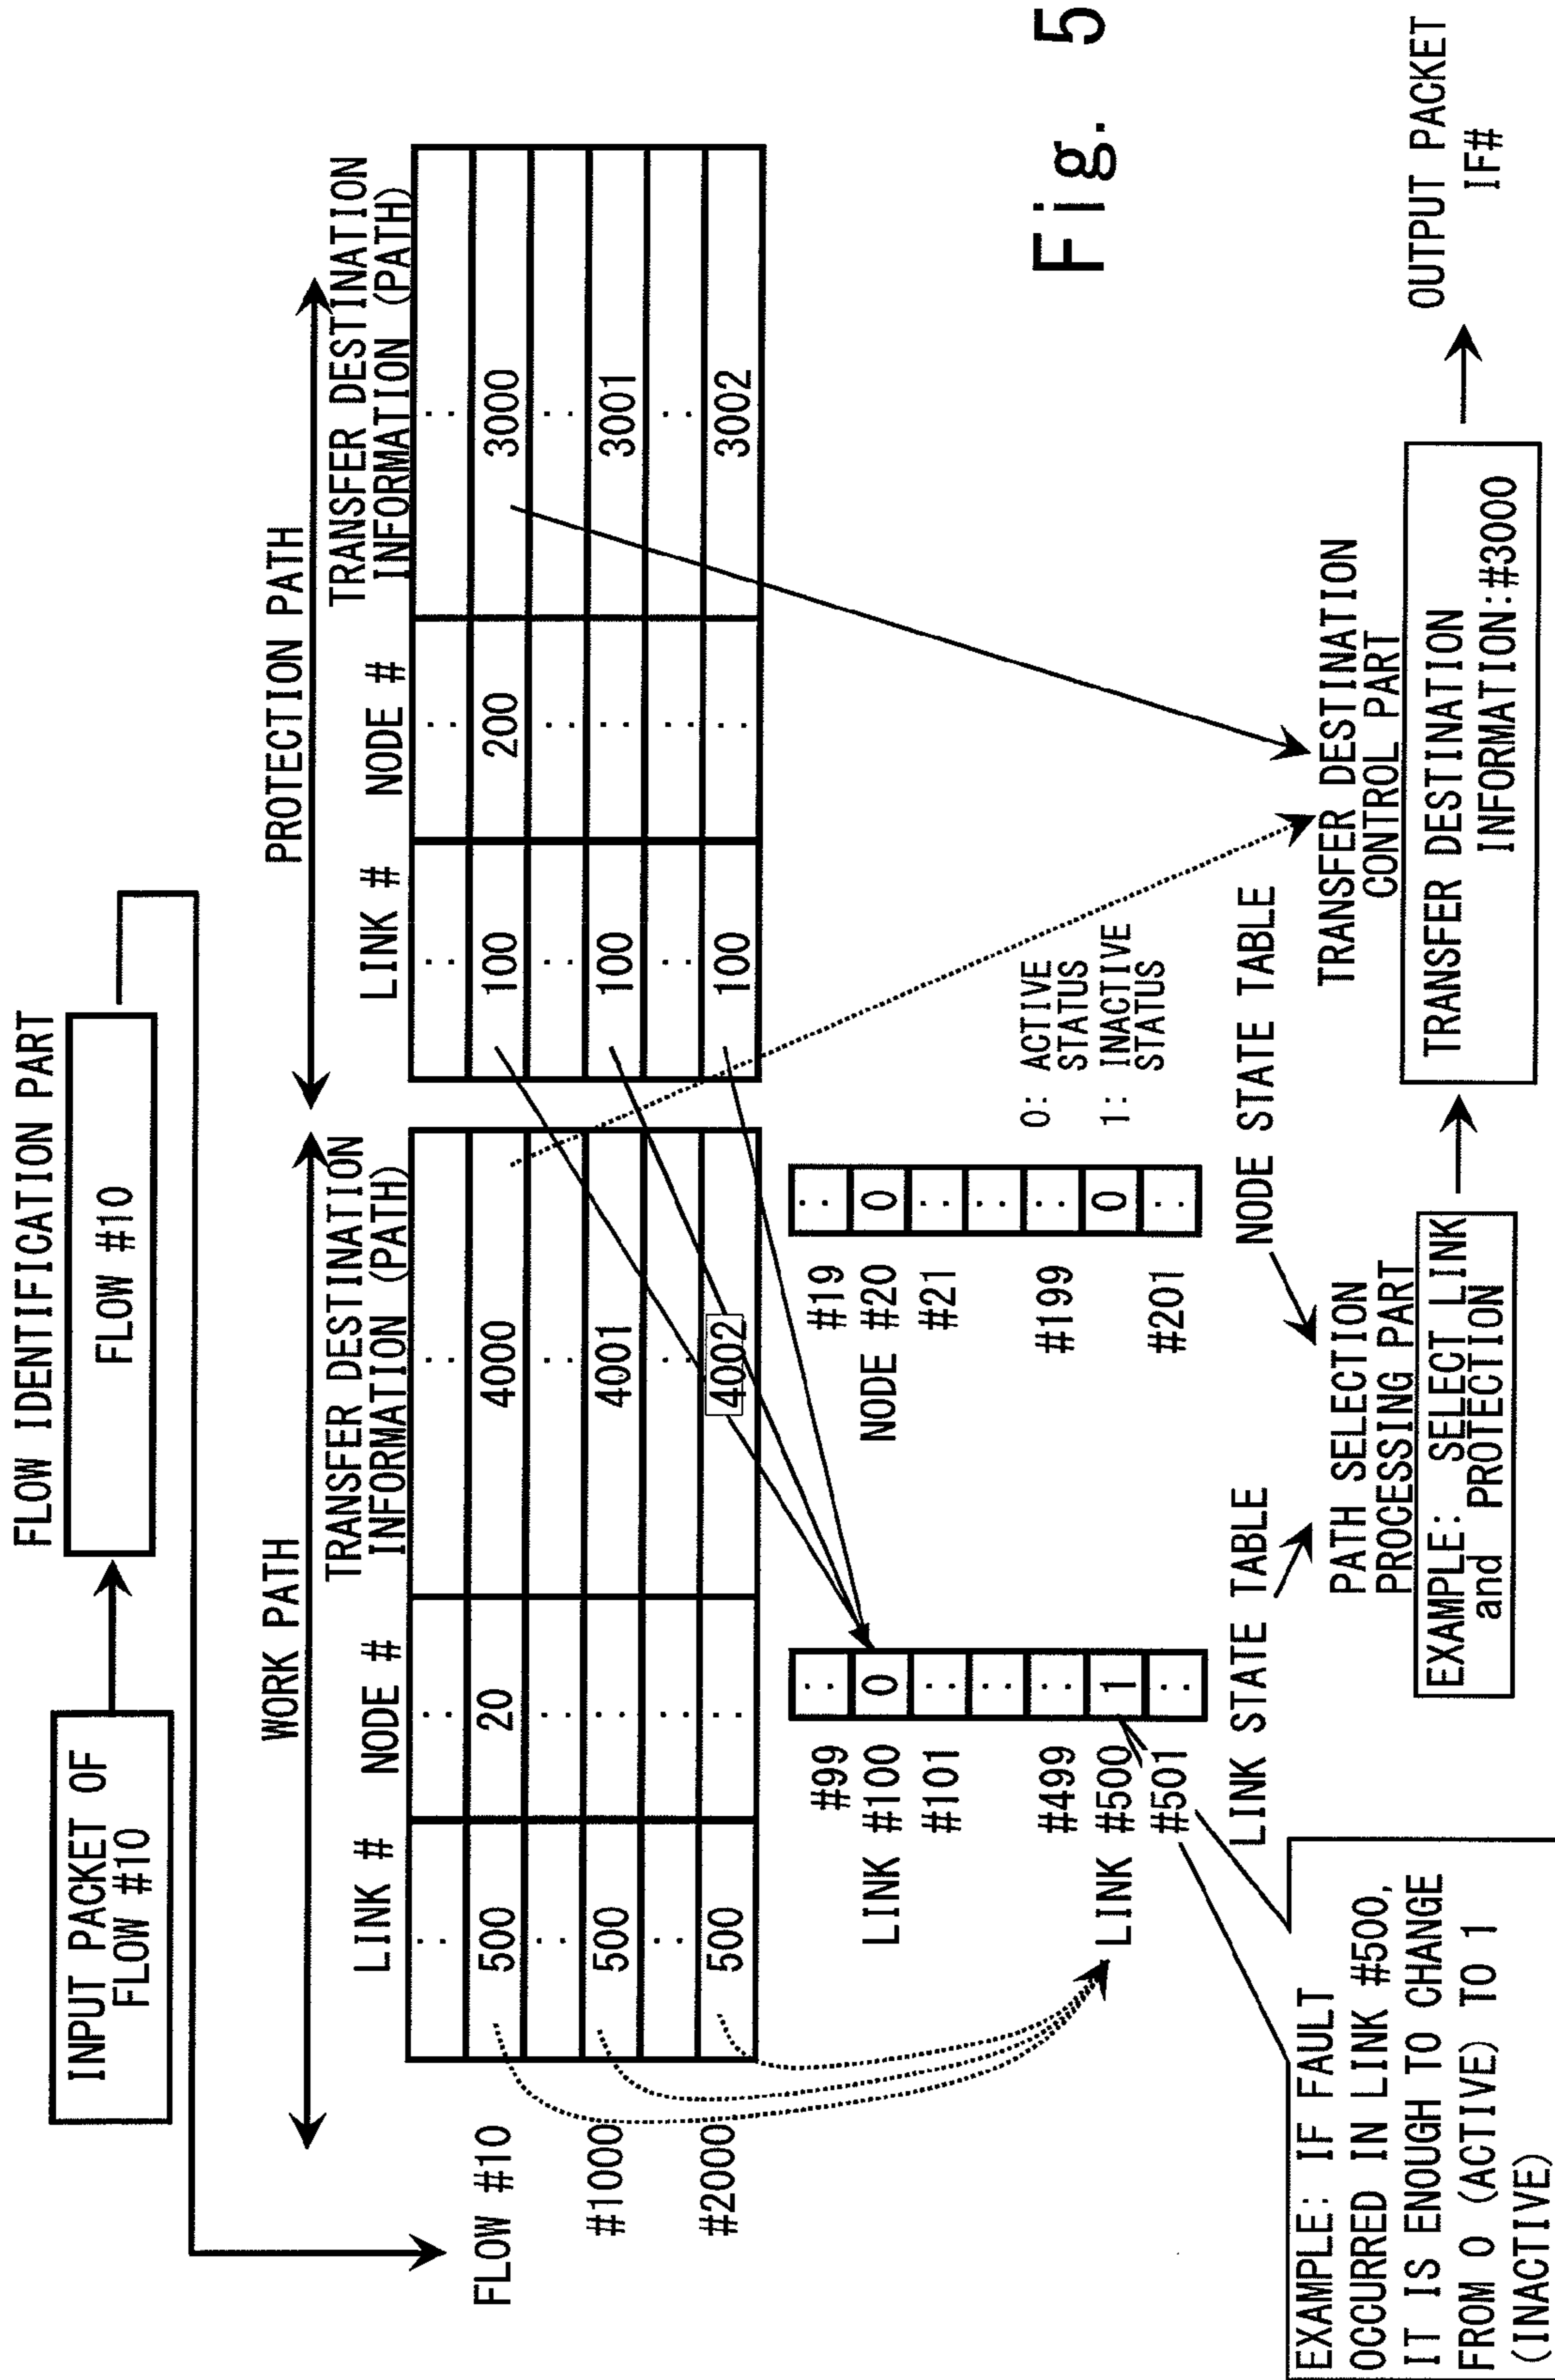 FLOW IDENTIFICATION PART
INPUT PACKET OF
FLOW #10
FLOW #10
WORK PATH
PROTECTION PATH
LINK #
NODE #
TRANSFER DESTINATION
INFORMATION (PATH)
LINK #
NODE #
TRANSFER DESTINATION
INFORMATION (PATH)
.. .. .. .. .. ..
FLOW #10 500 20 4000 100 200 3000
.. .. .. .. .. ..
#1000 500 .. 4001 100 .. 3001
.. .. .. .. .. ..
#2000 500 .. 4002 100 .. 3002
#99 ..
LINK #100 0
#101 ..
..
#499 ..
LINK #500 1
#501 ..
LINK STATE TABLE
#19 ..
NODE #20 0
#21 ..
..
#199 ..
0
#201 ..
NODE STATE TABLE
0: ACTIVE
STATUS
1: INACTIVE
STATUS
Fig. 5
EXAMPLE: IF FAULT
OCCURRED IN LINK #500,
IT IS ENOUGH TO CHANGE
FROM 0 (ACTIVE) TO 1
(INACTIVE)
PATH SELECTION
PROCESSING PART
EXAMPLE: SELECT LINK
and PROTECTION
TRANSFER DESTINATION
CONTROL PART
TRANSFER DESTINATION
INFORMATION:#3000
OUTPUT PACKET
IF#